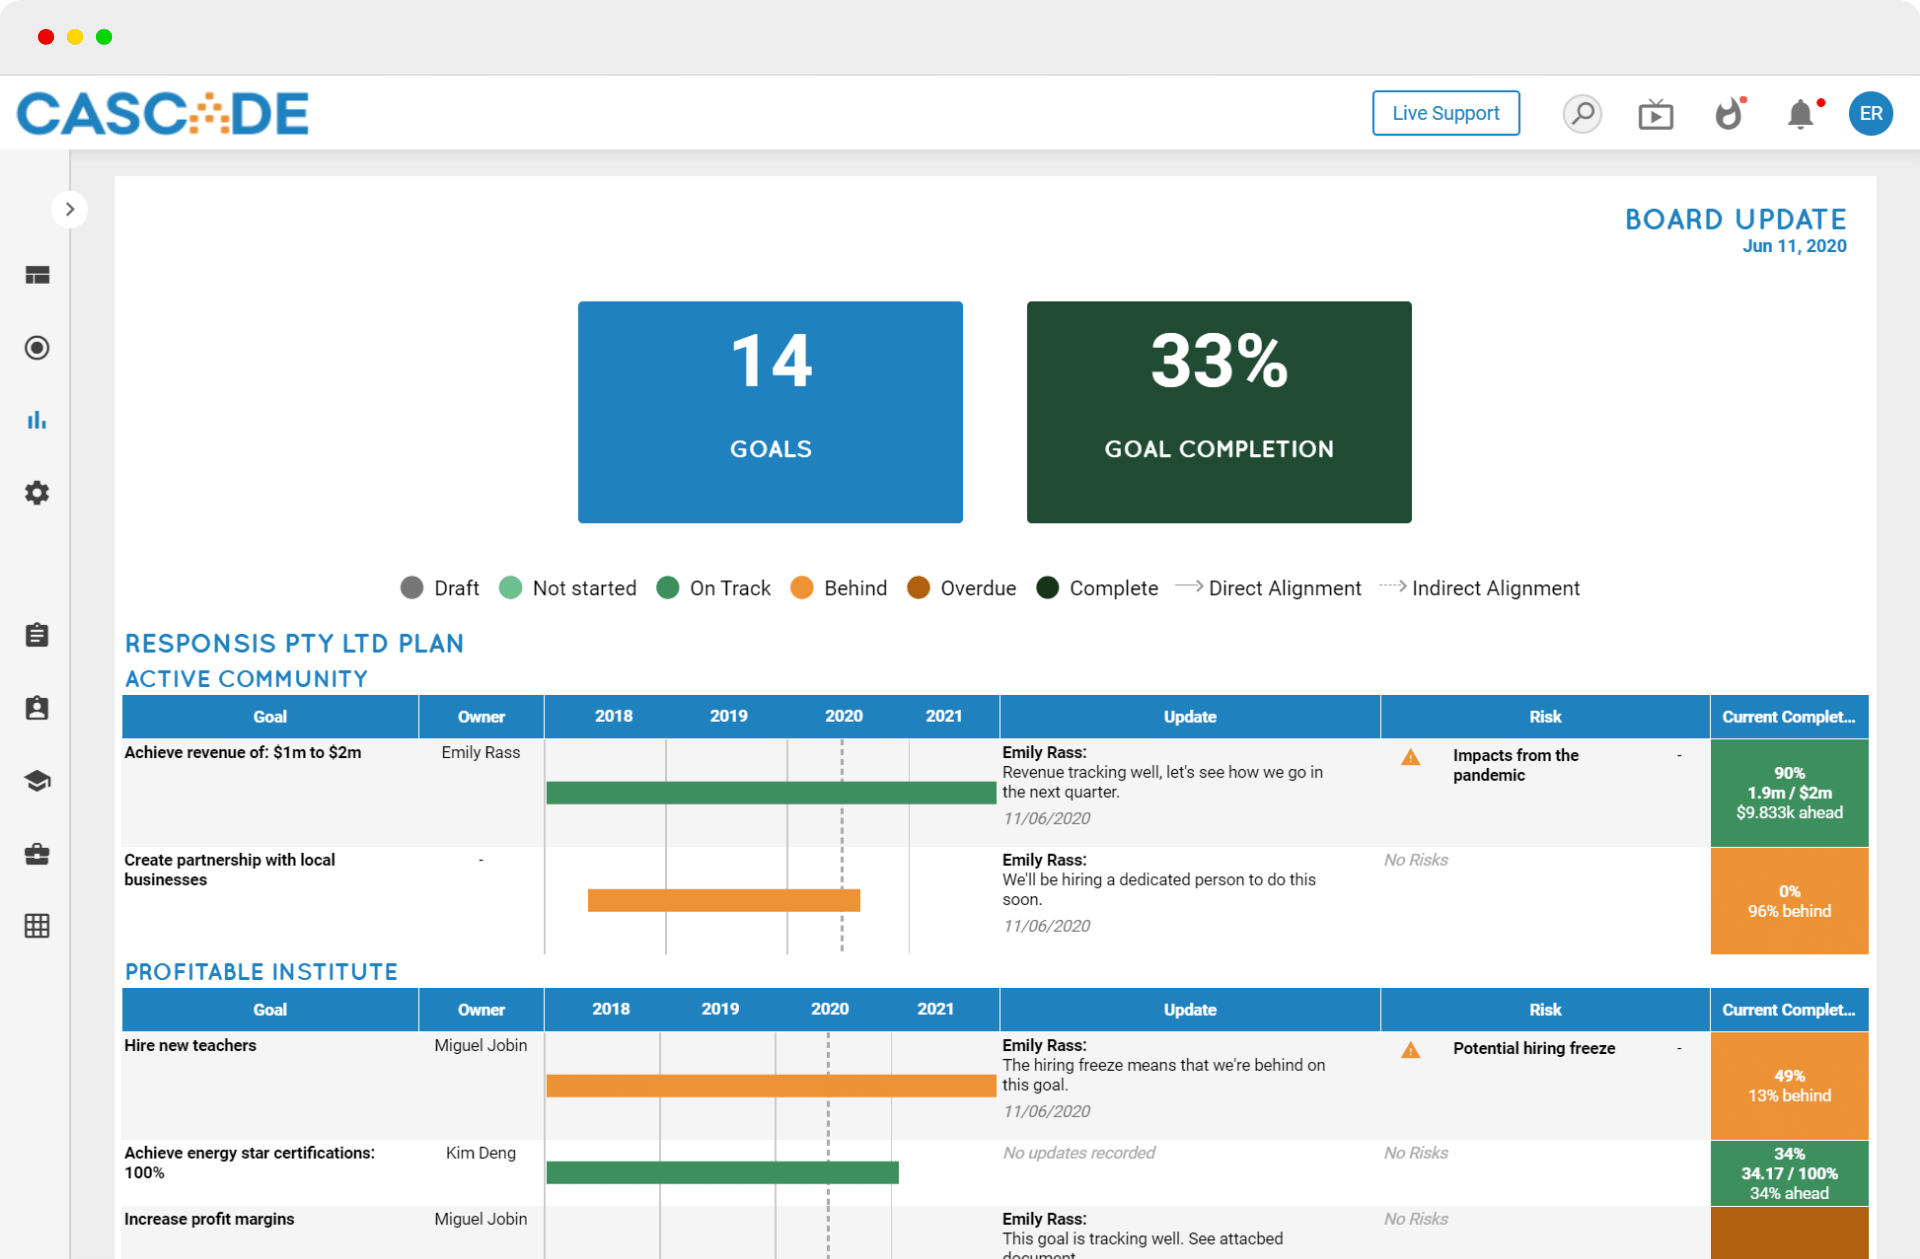 CASCADE
Live Support
ER
BOARD UPDATE
Jun 11, 2020
14
GOALS
33%
GOAL COMPLETION
Draft Not started On Track Behind Overdue Complete Direct Alignment Indirect Alignment
RESPONSIS PTY LTD PLAN
ACTIVE COMMUNITY
Goal Owner 2018 2019 2020 2021 Update Risk Current Complet...
Achieve revenue of: $1m to $2m
Emily Rass
Emily Rass:
Revenue tracking well, let's see how we go in
the next quarter.
11/06/2020
Impacts from the
pandemic
-
90%
1.9m / $2m
$9.833k ahead
Create partnership with local
businesses
-
Emily Rass:
We'll be hiring a dedicated person to do this
soon.
11/06/2020
No Risks
0%
96% behind
PROFITABLE INSTITUTE
Goal Owner 2018 2019 2020 2021 Update Risk Current Complet...
Hire new teachers
Miguel Jobin
Emily Rass:
The hiring freeze means that we're behind on
this goal.
11/06/2020
Potential hiring freeze
-
49%
13% behind
Achieve energy star certifications:
100%
Kim Deng
No updates recorded
No Risks
34%
34.17 / 100%
34% ahead
Increase profit margins
Miguel Jobin
Emily Rass:
This goal is tracking well. See attacbed
document
No Risks